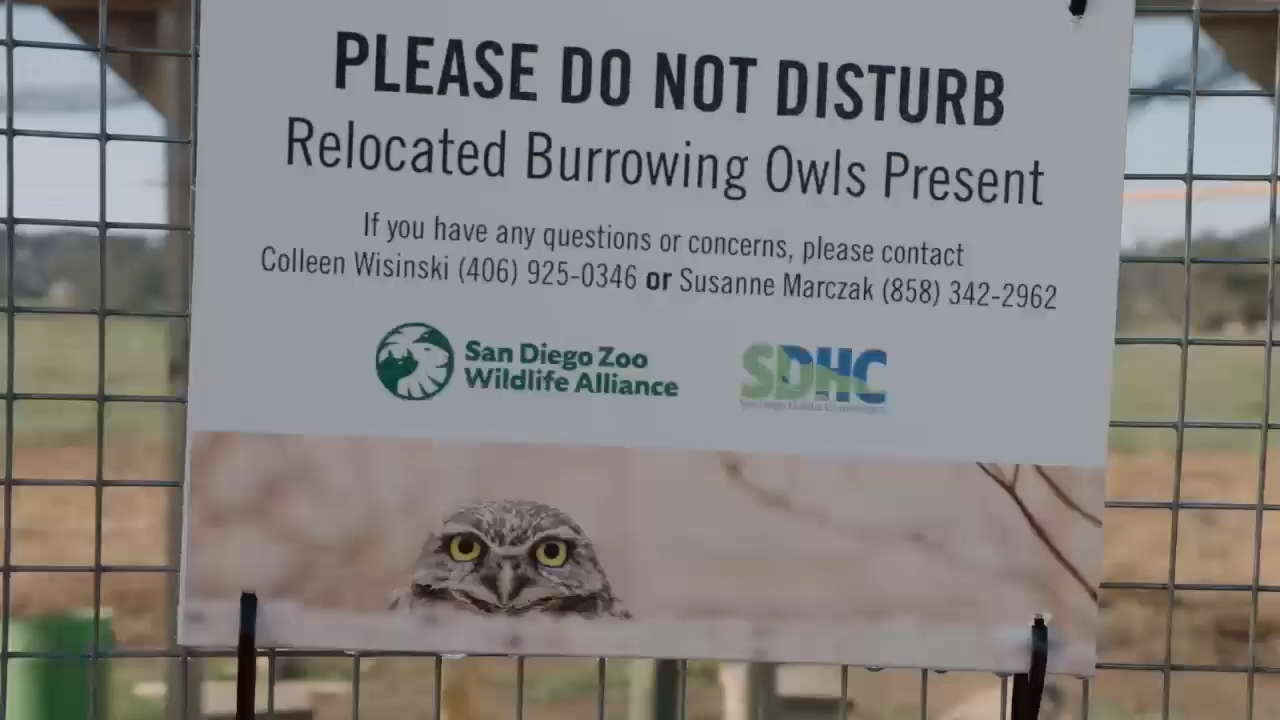 PLEASE DO NOT DISTURB
Relocated Burrowing Owls Present
If you have any questions or concerns, please contact
Colleen Wisinski (406) 925-0346 or Susanne Marczak (858) 342-2962
San Diego Zoo
Wildlife Alliance
SDHC